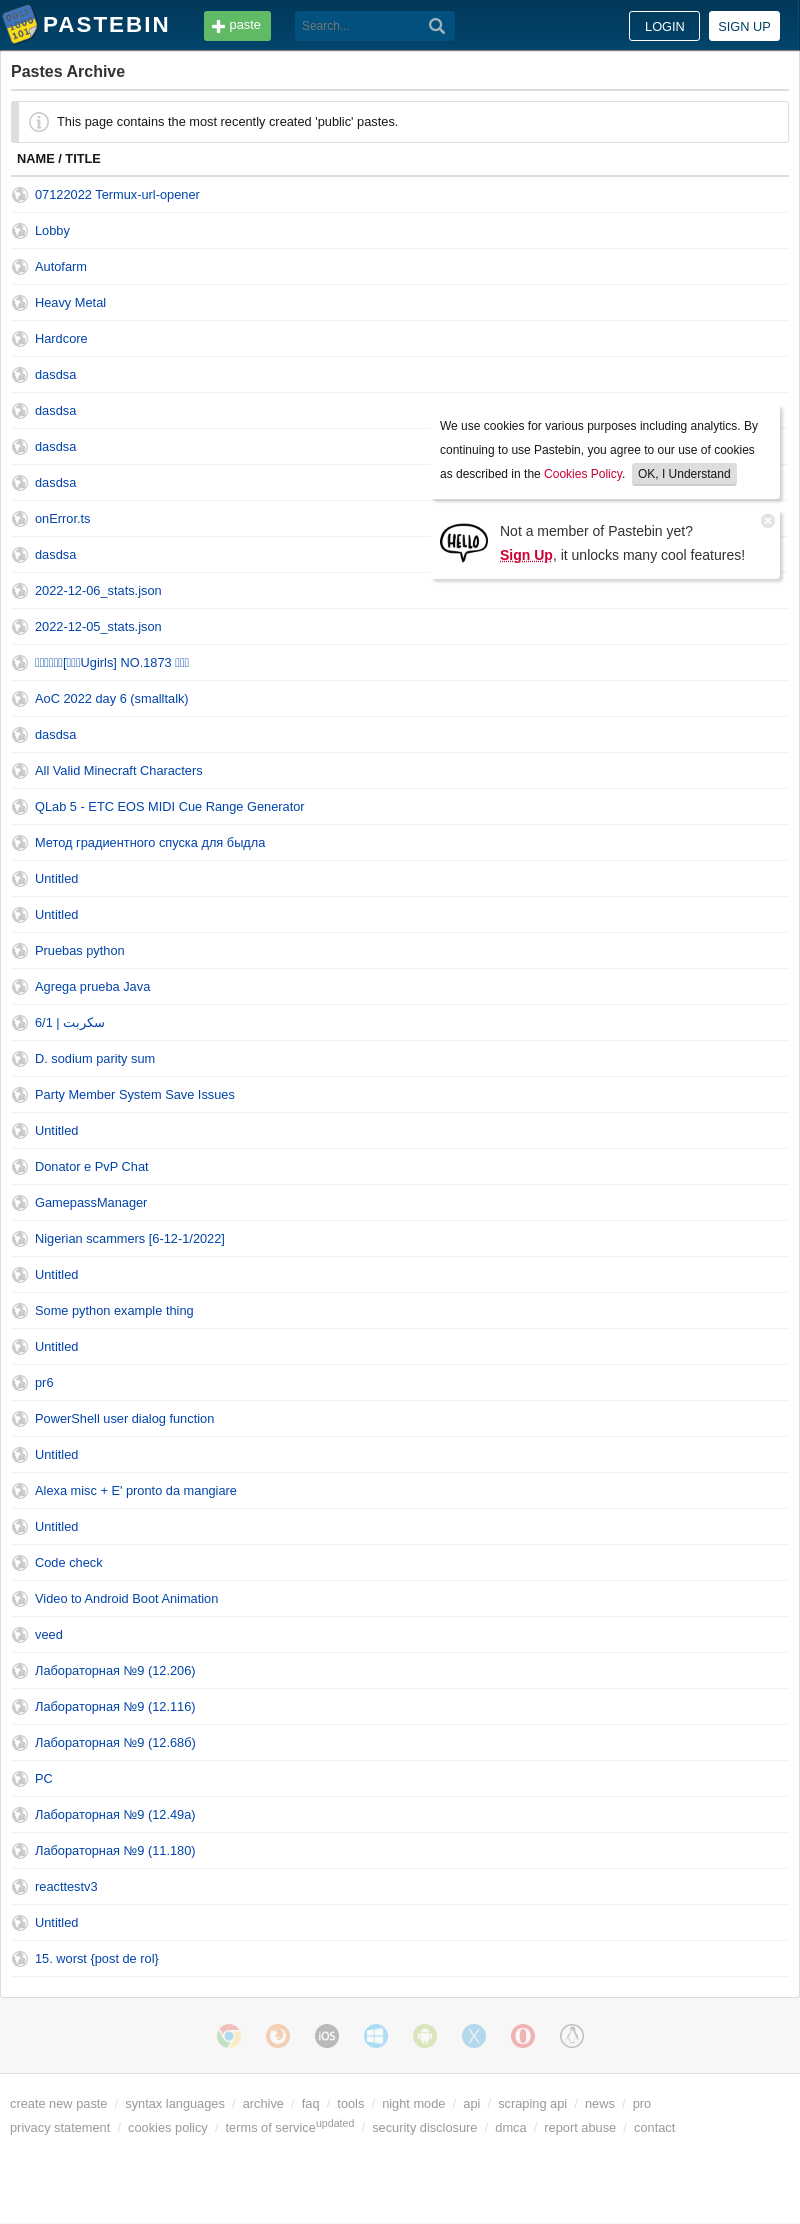 PASTEBIN
paste
Search...
LOGIN
SIGN UP
Pastes Archive
This page contains the most recently created 'public' pastes.
NAME / TITLE
07122022 Termux-url-opener
Lobby
Autofarm
Heavy Metal
Hardcore
dasdsa
dasdsa
dasdsa
dasdsa
onError.ts
dasdsa
We use cookies for various purposes including analytics. By
continuing to use Pastebin, you agree to our use of cookies
as described in the Cookies Policy. OK, I Understand
HELLO
Not a member of Pastebin yet?
Sign Up, it unlocks many cool features!
2022-12-06_stats.json
2022-12-05_stats.json
[Ugirls] NO.1873
AoC 2022 day 6 (smalltalk)
dasdsa
All Valid Minecraft Characters
QLab 5 - ETC EOS MIDI Cue Range Generator
Метод градиентного спуска для быдла
Untitled
Untitled
Pruebas python
Agrega prueba Java
6/1 | سكربت
D. sodium parity sum
Party Member System Save Issues
Untitled
Donator e PvP Chat
GamepassManager
Nigerian scammers [6-12-1/2022]
Untitled
Some python example thing
Untitled
pr6
PowerShell user dialog function
Untitled
Alexa misc + E' pronto da mangiare
Untitled
Code check
Video to Android Boot Animation
veed
Лабораторная №9 (12.206)
Лабораторная №9 (12.116)
Лабораторная №9 (12.68б)
PC
Лабораторная №9 (12.49а)
Лабораторная №9 (11.180)
reacttestv3
Untitled
15. worst {post de rol}
iOS
create new paste / syntax languages / archive / faq / tools / night mode / api / scraping api / news / pro
privacy statement / cookies policy / terms of service updated / security disclosure / dmca / report abuse / contact